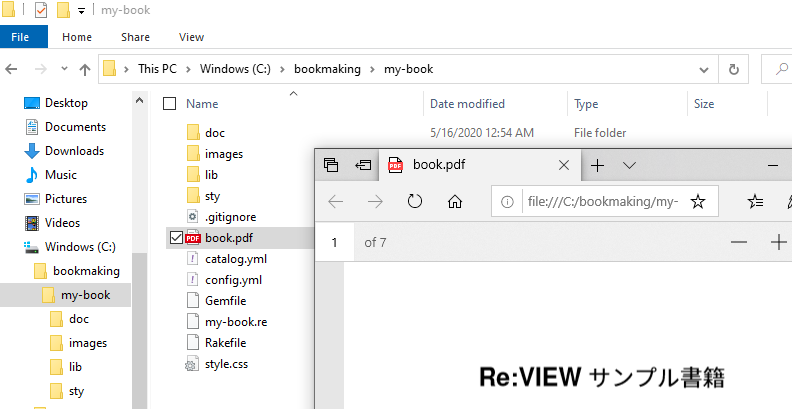 my-book
File Home Share View
This PC Windows (C:) bookmaking my-book
Desktop
Documents
Downloads
Music
Pictures
Videos
Windows (C:)
bookmaking
my-book
doc
images
lib
sty
Name Date modified Type Size
doc 5/16/2020 12:54 AM File folder
images
lib
sty
.gitignore
book.pdf
catalog.yml
config.yml
Gemfile
my-book.re
Rakefile
style.css
book.pdf
file:///C:/bookmaking/my-
1 of 7
Re:VIEW サンプル書籍